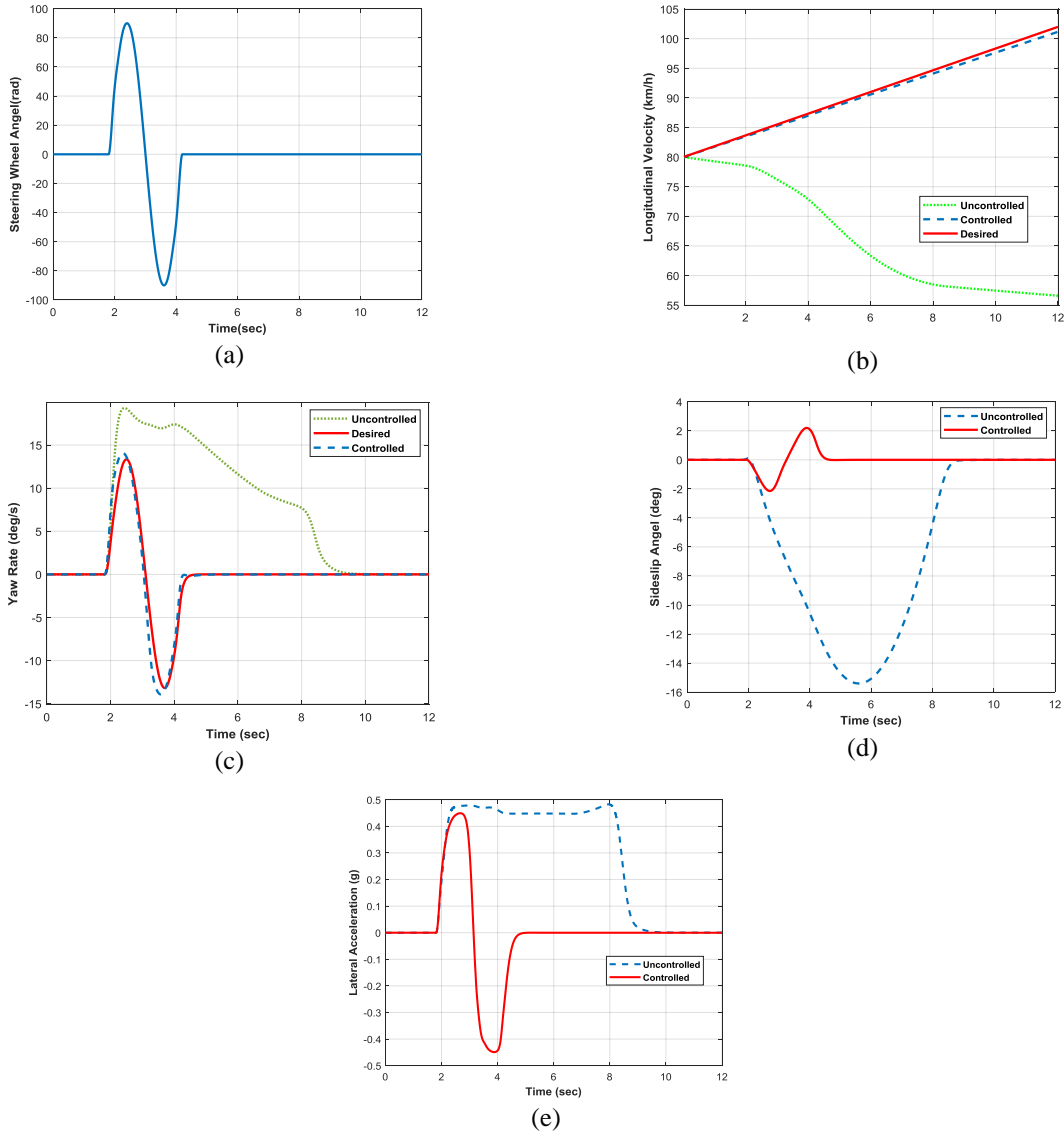 100
80
60
40
20
0
-20
-40
-60
-80
-100
Steering Wheel Angel(rad)
0 2 4 6 8 10 12
Time(sec)
(a)
105
100
95
90
85
80
75
70
65
60
55
Longitudinal Velocity (km/h)
Uncontrolled
Controlled
Desired
2 4 6 8 10 12
Time (sec)
(b)
15
10
5
0
-5
-10
-15
Yaw Rate (deg/s)
Uncontrolled
Desired
Controlled
0 2 4 6 8 10 12
Time (sec)
(c)
4
2
0
-2
-4
-6
-8
-10
-12
-14
-16
Sideslip Angel (deg)
Uncontrolled
Controlled
0 2 4 6 8 10 12
Time (sec)
(d)
0.5
0.4
0.3
0.2
0.1
0
-0.1
-0.2
-0.3
-0.4
-0.5
Lateral Acceleration (g)
Uncontrolled
Controlled
0 2 4 6 8 10 12
Time (sec)
(e)